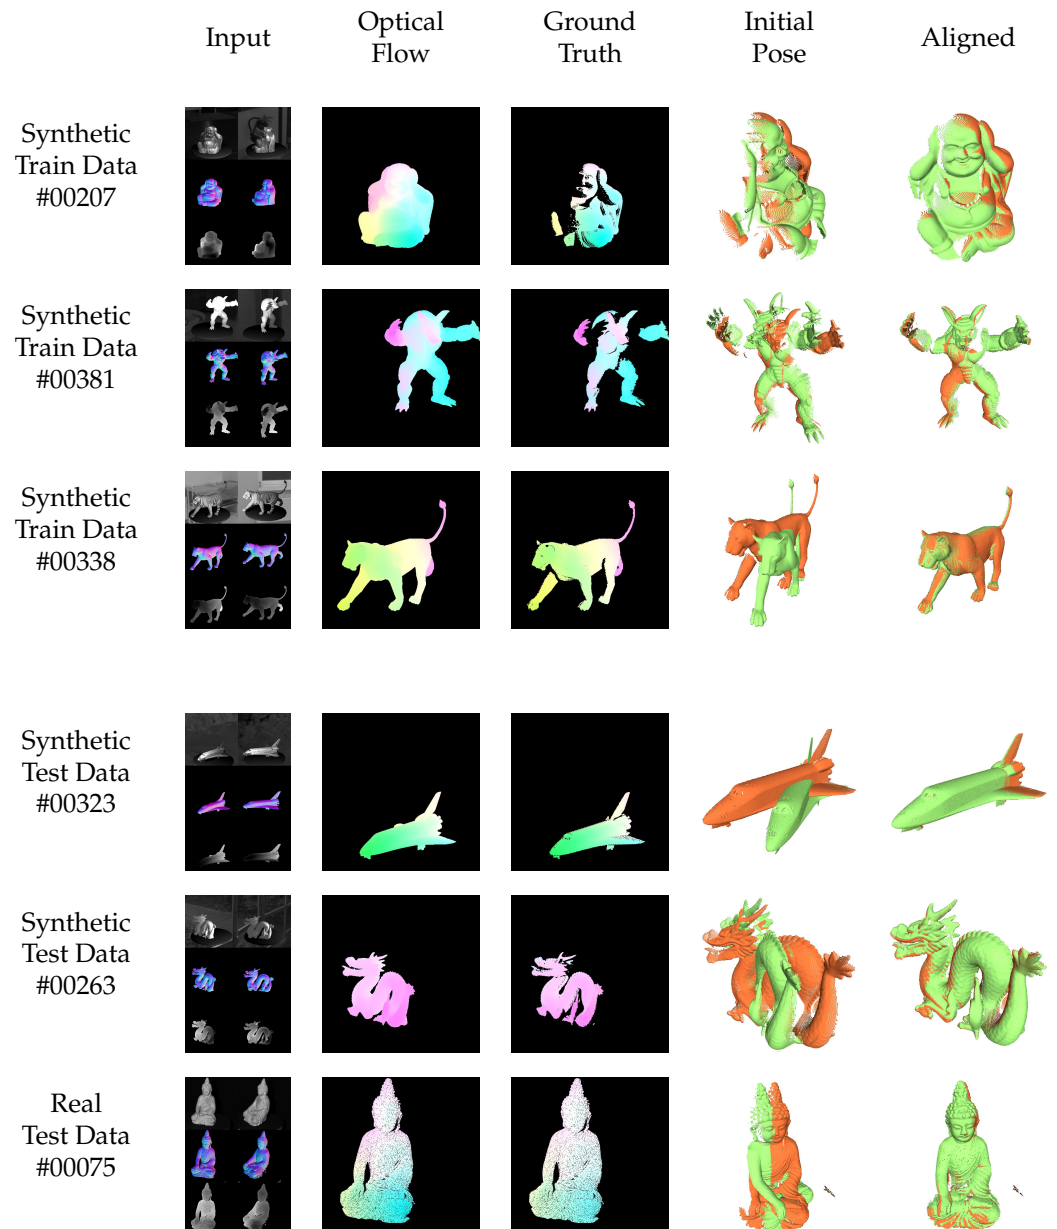 Input
Optical
Flow
Ground
Truth
Initial
Pose
Aligned
Synthetic
Train Data
#00207
Synthetic
Train Data
#00381
Synthetic
Train Data
#00338
Synthetic
Test Data
#00323
Synthetic
Test Data
#00263
Real
Test Data
#00075